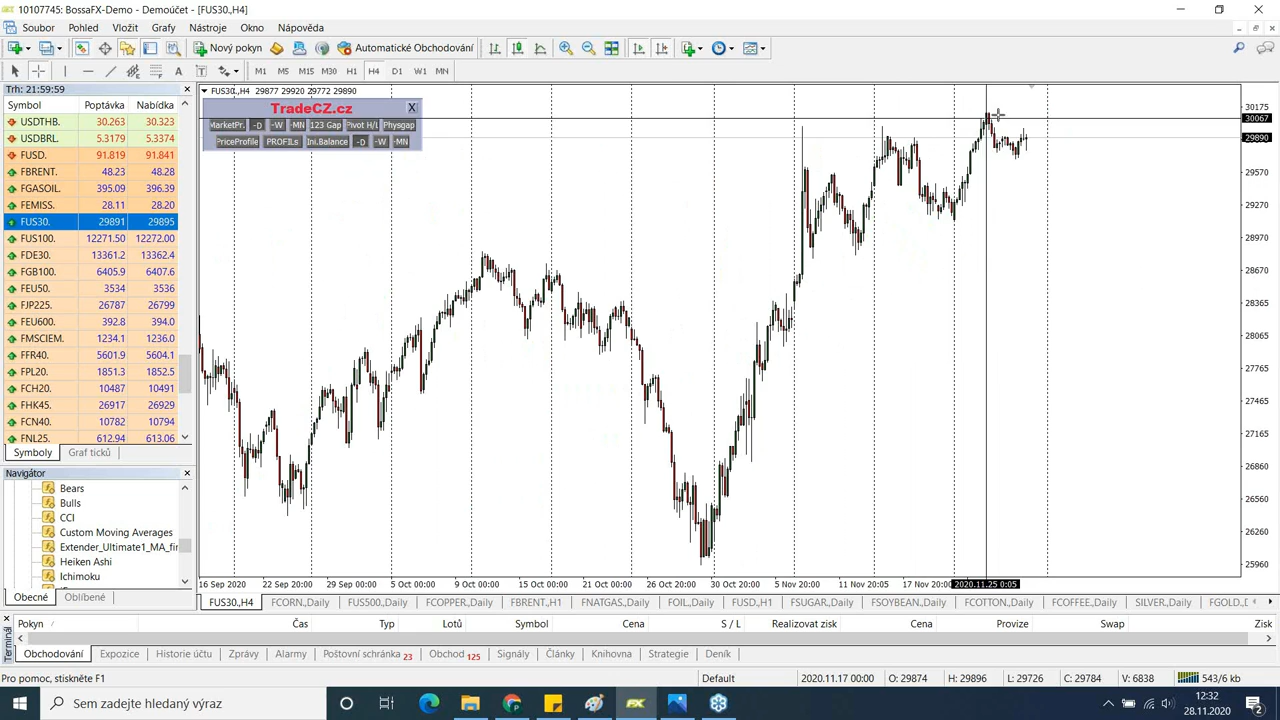 10107745: BossaFX-Demo - Demoúčet - [FUS30.,H4]
Soubor Pohled Vložit Grafy Nástroje Okno Nápověda
Nový pokyn Automatické Obchodování
M1 M5 M15 M30 H1 H4 D1 W1 MN
Trh: 21:59:59
Symbol Poptávka Nabídka
USDTHB. 30.263 30.323
USDBRL. 5.3179 5.3374
FUSD. 91.819 91.841
FBRENT. 48.23 48.28
FGASOIL. 395.09 396.39
FEMISS. 28.11 28.20
FUS30. 29891 29895
FUS100. 12271.50 12272.00
FDE30. 13361.2 13362.4
FGB100. 6405.9 6407.6
FEU50. 3534 3536
FJP225. 26787 26799
FEU600. 392.8 394.0
FMSCIEM. 1234.1 1236.0
FFR40. 5601.9 5604.1
FPL20. 1851.3 1852.5
FCH20. 10487 10491
FHK45. 26917 26929
FCN40. 10782 10794
FNL25. 612.94 613.06
Symboly Graf ticků
Navigátor
Bears
Bulls
CCI
Custom Moving Averages
Extender_Ultimate1_MA_fir
Heiken Ashi
Ichimoku
Obecné Oblíbené
FUS30.,H4 29877 29920 29772 29890
TradeCZ.cz X
MarketPr. -D -W -MN 123 Gap Pivot H/L Physgap
PriceProfile PROFILs Ini.Balance -D -W -MN
30175
30067
29890
29570
29270
28970
28670
28365
28065
27765
27465
27165
26860
26560
26260
25960
16 Sep 2020 22 Sep 20:00 29 Sep 00:00 5 Oct 00:00 9 Oct 00:00 15 Oct 00:00 21 Oct 00:00 26 Oct 20:00 30 Oct 20:00 5 Nov 20:00 11 Nov 20:05 17 Nov 20:00 2020.11.25 0:05
FUS30.,H4 FCORN.,Daily FUS500.,Daily FCOPPER.,Daily FBRENT.,H1 FNATGAS.,Daily FOIL.,Daily FUSD.,H1 FSUGAR.,Daily FSOYBEAN.,Daily FCOTTON.,Daily FCOFFEE.,Daily SILVER.,Daily FGOLD.,D
Pokyn Čas Typ Lotů Symbol Cena S / L Realizovat zisk Cena Provize Swap Zisk
Terminál
Obchodování Expozice Historie účtu Zprávy Alarmy Poštovní schránka 23 Obchod 125 Signály Články Knihovna Strategie Deník
Pro pomoc, stiskněte F1 Default 2020.11.17 00:00 O: 29874 H: 29896 L: 29726 C: 29784 V: 6838 543/6 kb
Sem zadejte hledaný výraz
12:32
28.11.2020
2